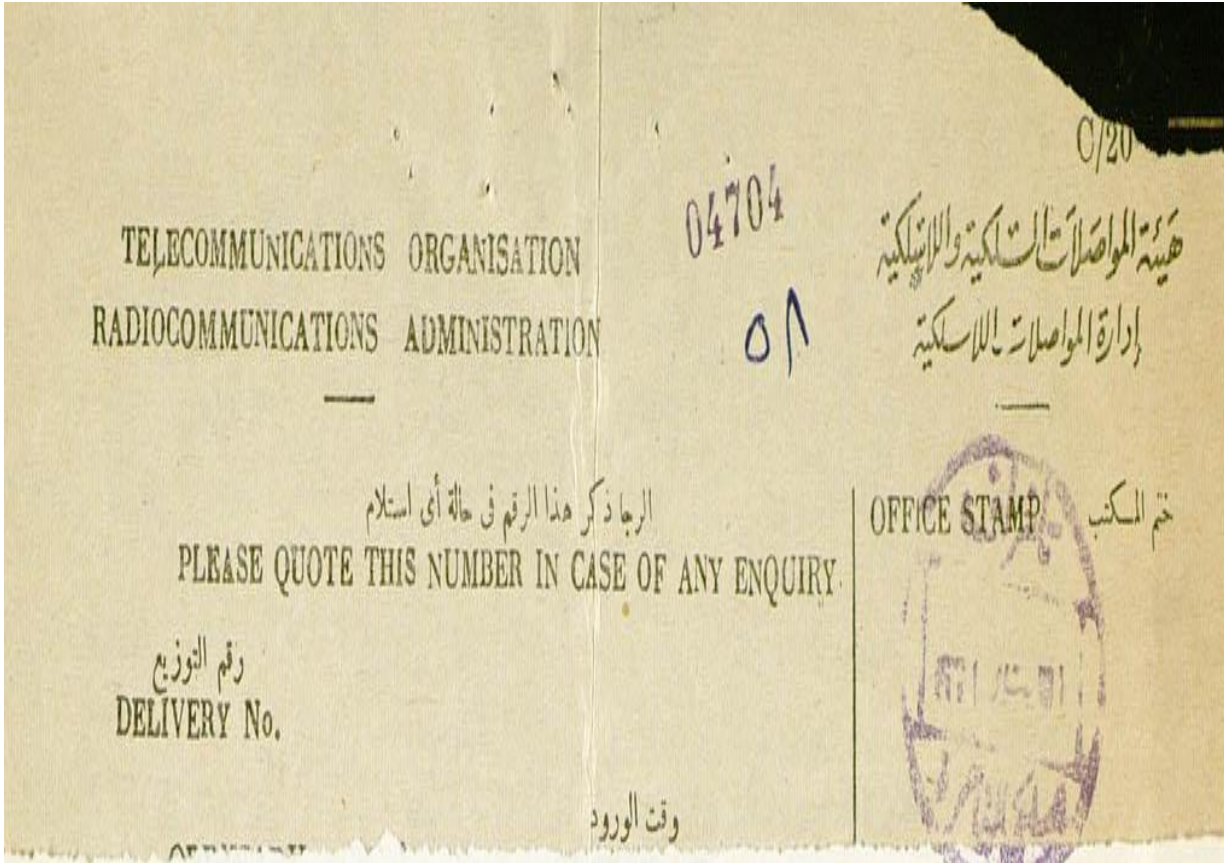 C/20
04704
TELECOMMUNICATIONS ORGANISATION
هيئة المواصلات السلكية واللاسلكية
RADIOCOMMUNICATIONS ADMINISTRATION
إدارة المواصلات اللاسلكية
٥٨
الرجا ذكر هذا الرقم فى حالة أى استلام
PLEASE QUOTE THIS NUMBER IN CASE OF ANY ENQUIRY
OFFICE STAMP
ختم المكتب
رقم التوزيع
DELIVERY No.
وقت الورود